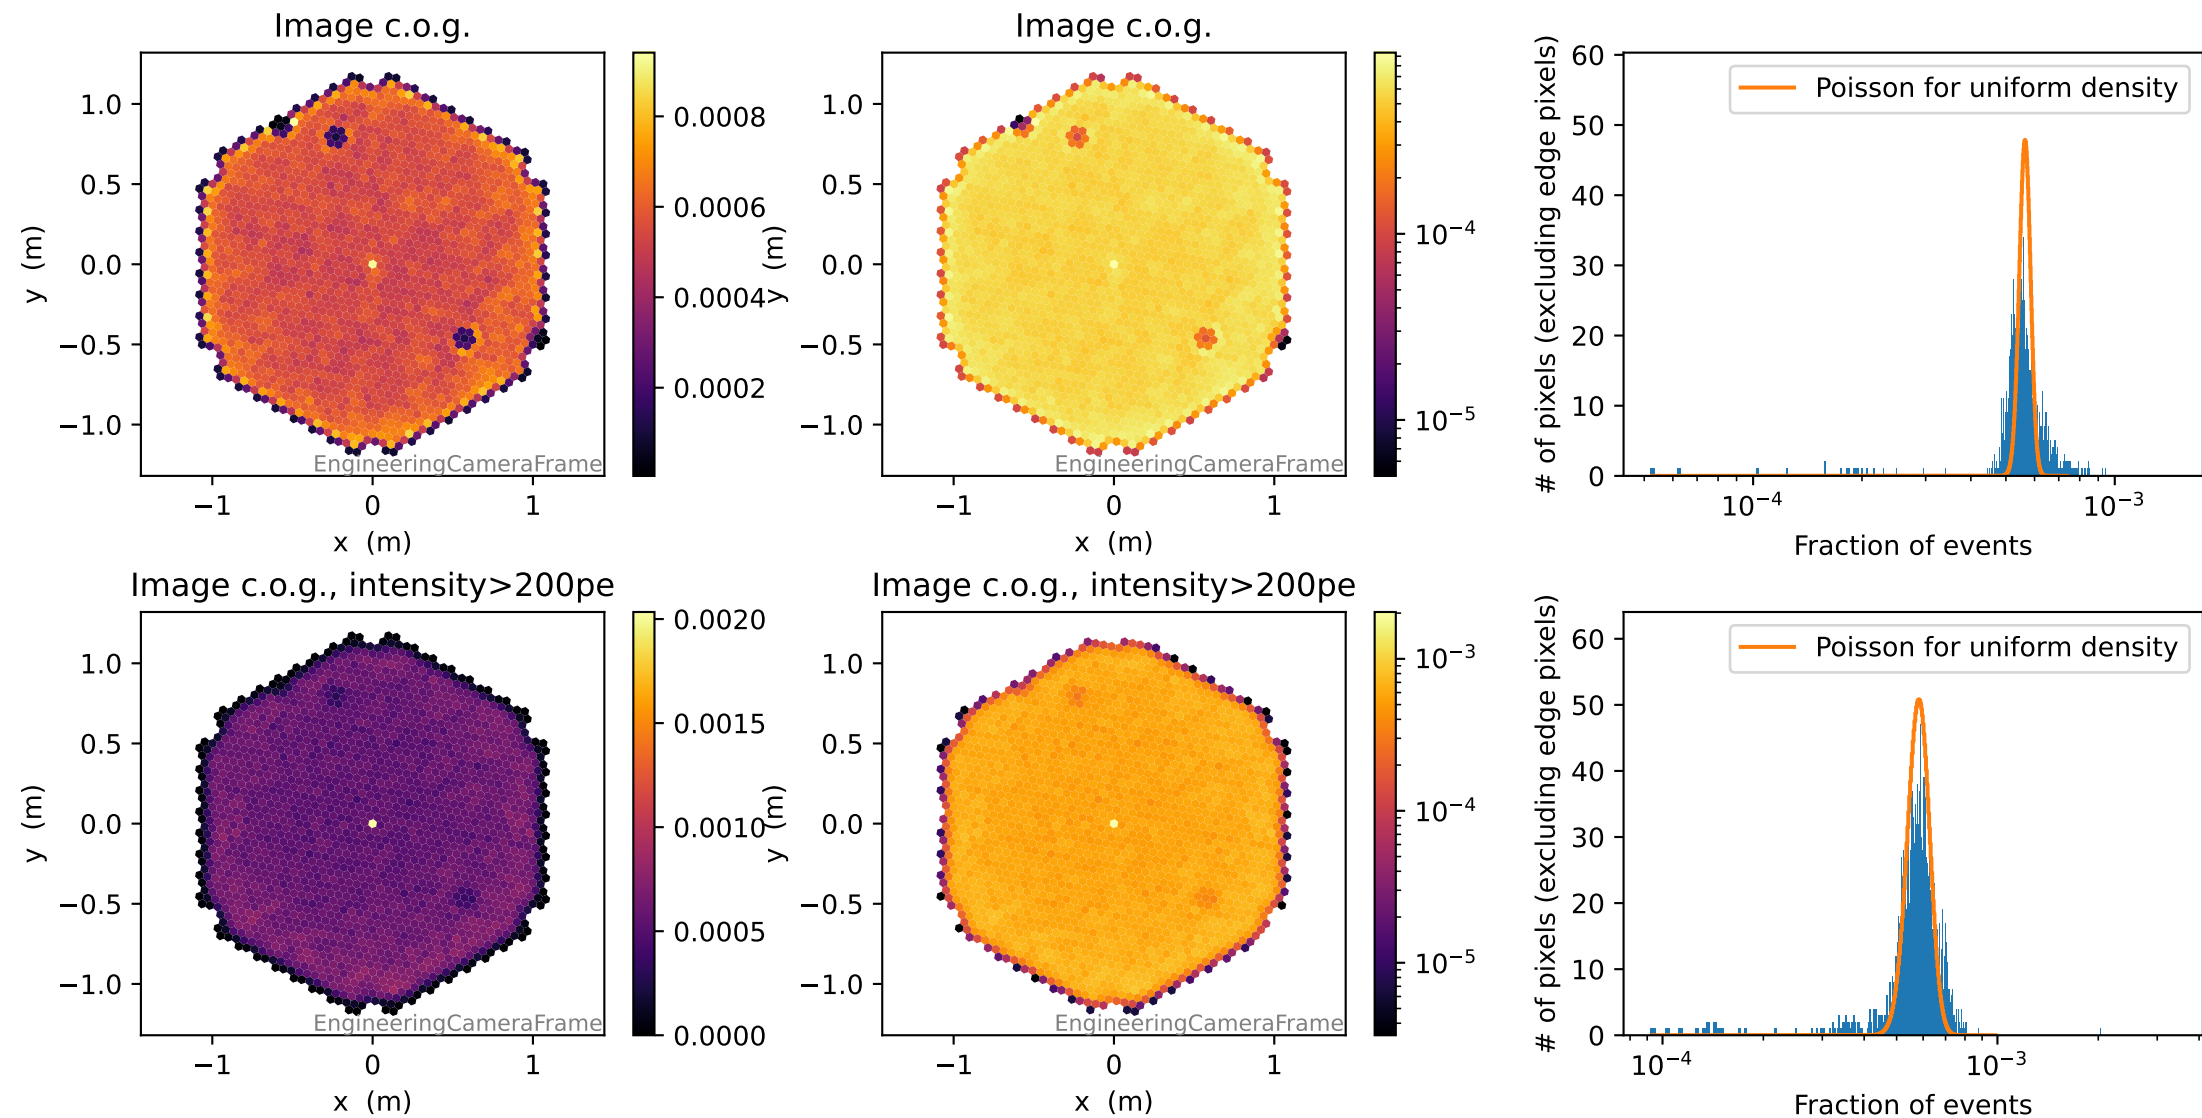 Image c.o.g.
1.0
0.5
0.0
−0.5
−1.0
y (m)
−1 0 1
x (m)
EngineeringCameraFrame
0.0008
0.0006
0.0004
0.0002
Image c.o.g.
1.0
0.5
0.0
−0.5
−1.0
y (m)
−1 0 1
x (m)
EngineeringCameraFrame
10⁻⁴
10⁻⁵
# of pixels (excluding edge pixels)
60
50
40
30
20
10
0
Poisson for uniform density
10⁻⁴ 10⁻³
Fraction of events
Image c.o.g., intensity>200pe
1.0
0.5
0.0
−0.5
−1.0
y (m)
−1 0 1
x (m)
EngineeringCameraFrame
0.0020
0.0015
0.0010
0.0005
0.0000
Image c.o.g., intensity>200pe
1.0
0.5
0.0
−0.5
−1.0
y (m)
−1 0 1
x (m)
EngineeringCameraFrame
10⁻³
10⁻⁴
10⁻⁵
# of pixels (excluding edge pixels)
60
50
40
30
20
10
0
Poisson for uniform density
10⁻⁴ 10⁻³
Fraction of events